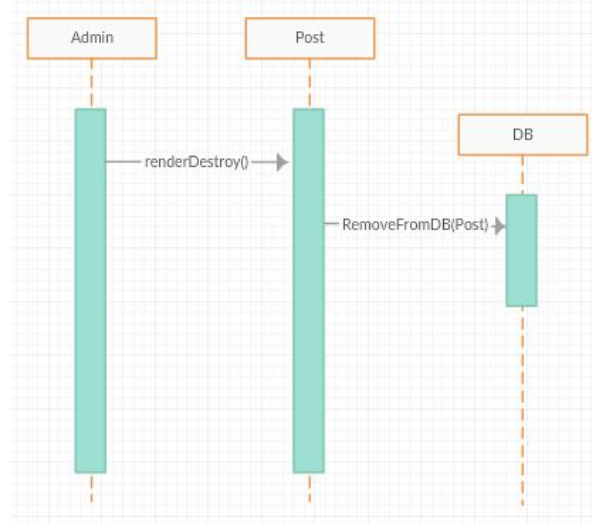 Admin
Post
DB
renderDestroy()
RemoveFromDB(Post)